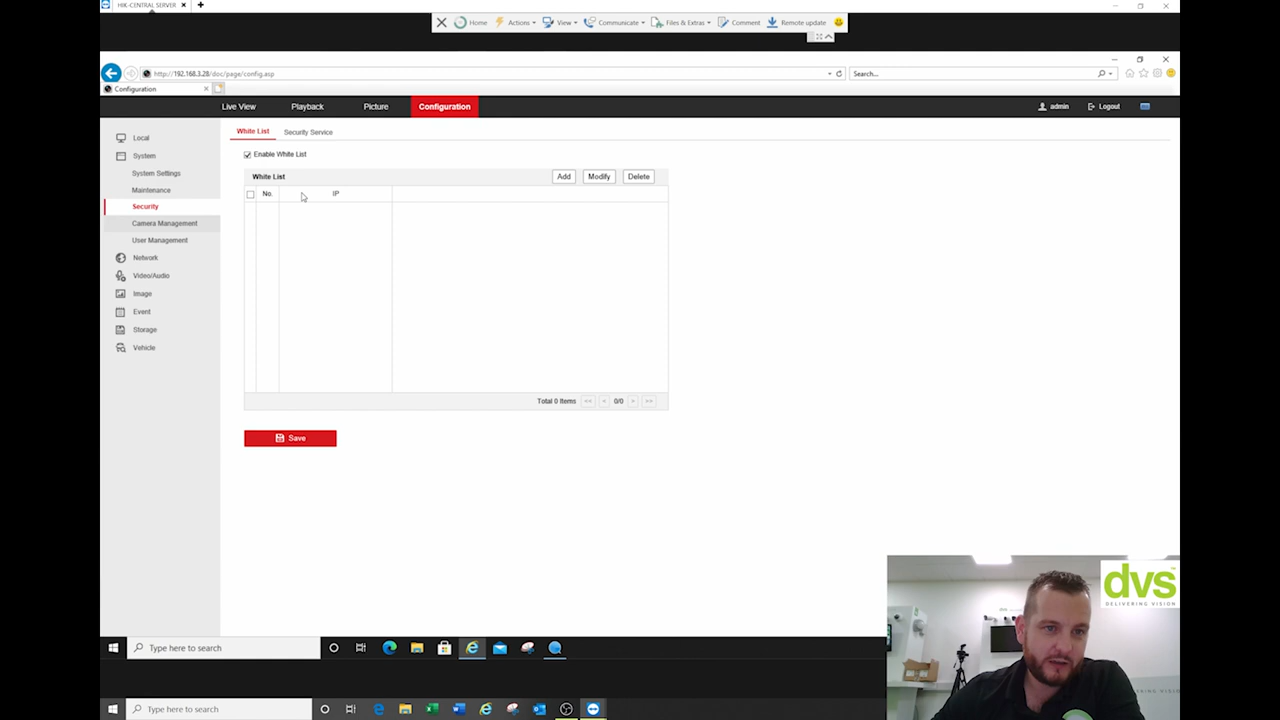 HIK-CENTRAL SERVER
Home Actions View Communicate Files & Extras Comment Remote update
http://192.168.3.28/doc/page/config.asp
Search...
Configuration
Live View Playback Picture Configuration
admin Logout
Local
System
System Settings
Maintenance
Security
Camera Management
User Management
Network
Video/Audio
Image
Event
Storage
Vehicle
White List Security Service
Enable White List
White List
Add Modify Delete
No. IP
Total 0 Items << < 0/0 > >>
Save
dvs
DELIVERING VISION
Type here to search
Type here to search